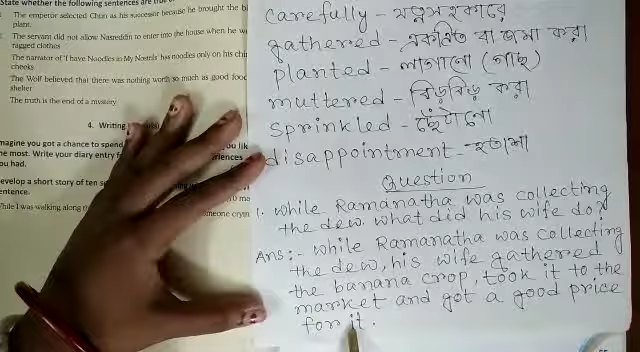 State whether the following sentences are
The emperor selected Chun as his successor because he brought the
plant.
The servant did not allow Nasreddin to enter into the house when he
ragged clothes
The narrator of 'I have Noodles in My Nostrils' has noodles only on his
cheeks
The Wolf believed that there was nothing worth so much as good
shelter
The truth is the end of a mystery.
4. Writing
magine you got a chance to spend
he most. Write your diary entry
ou had.
evelop a short story of ten
entence.
While I was walking along
carefully - যত্নসহকারে
gathered - একত্রিত বা জমা করা
planted - লাগানো (গাছ)
muttered - বিড়বিড় করা
sprinkled - ছেটানো
disappointment - হতাশা
Question
1. While Ramanatha was collecting
the dew what did his wife do?
Ans:- While Ramanatha was collecting
the dew, his wife gathered
the banana crop, took it to the
market and got a good price
for it.